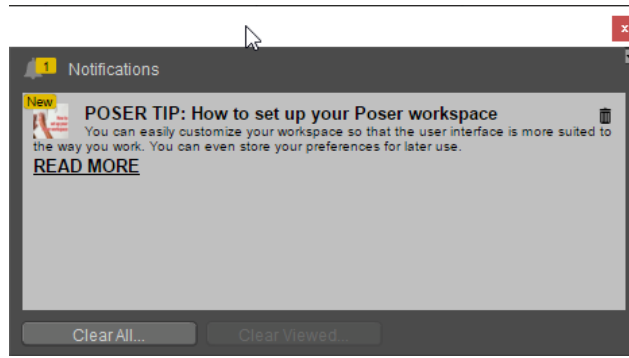 x
1
Notifications
New
POSER TIP: How to set up your Poser workspace
You can easily customize your workspace so that the user interface is more suited to
the way you work. You can even store your preferences for later use.
READ MORE
Clear All...
Clear Viewed...